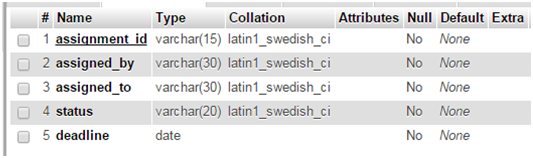 # Name Type Collation Attributes Null Default Extra
1 assignment_id varchar(15) latin1_swedish_ci No None
2 assigned_by varchar(30) latin1_swedish_ci No None
3 assigned_to varchar(30) latin1_swedish_ci No None
4 status varchar(20) latin1_swedish_ci No None
5 deadline date No None